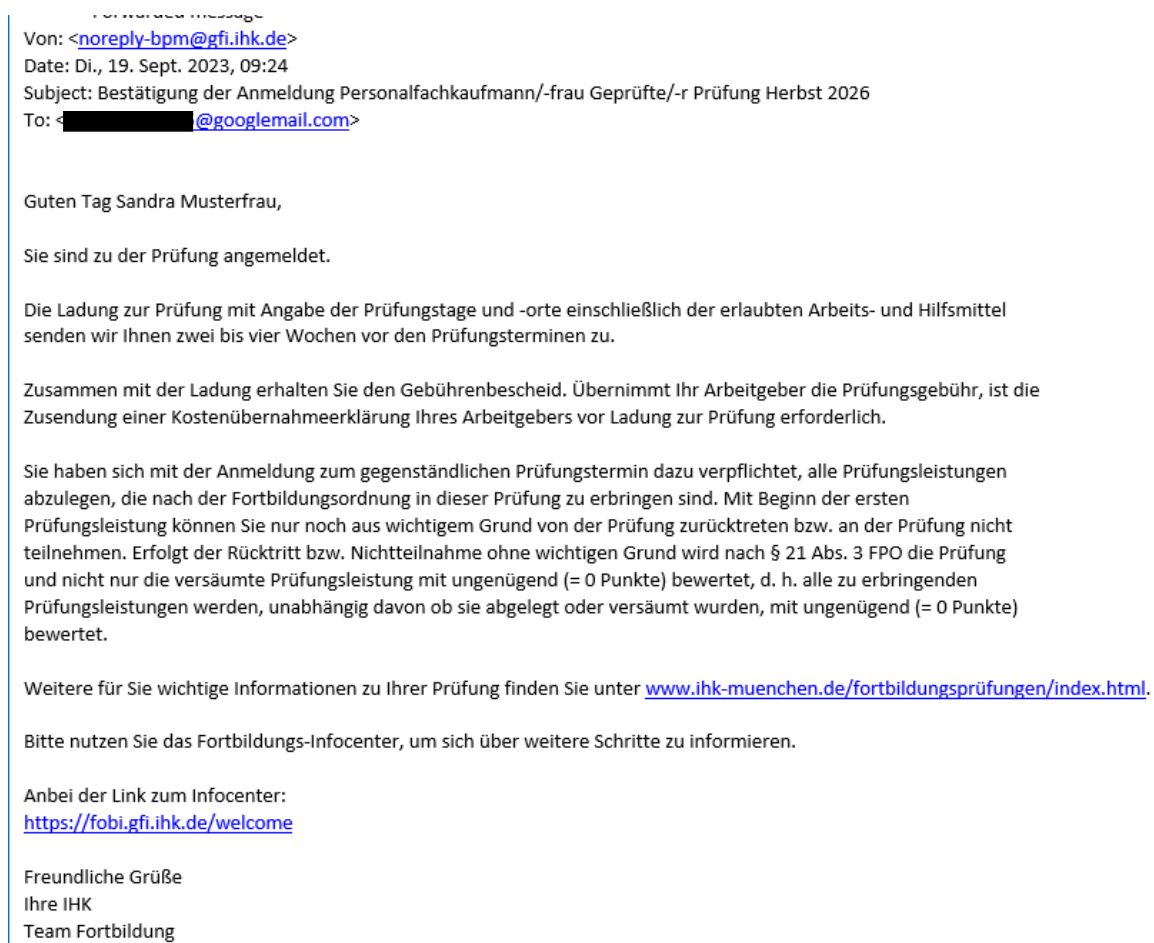 Forwarded message
Von: <noreply-bpm@gfi.ihk.de>
Date: Di., 19. Sept. 2023, 09:24
Subject: Bestätigung der Anmeldung Personalfachkaufmann/-frau Geprüfte/-r Prüfung Herbst 2026
To: <@googlemail.com>
Guten Tag Sandra Musterfrau,
Sie sind zu der Prüfung angemeldet.
Die Ladung zur Prüfung mit Angabe der Prüfungstage und -orte einschließlich der erlaubten Arbeits- und Hilfsmittel
senden wir Ihnen zwei bis vier Wochen vor den Prüfungsterminen zu.
Zusammen mit der Ladung erhalten Sie den Gebührenbescheid. Übernimmt Ihr Arbeitgeber die Prüfungsgebühr, ist die
Zusendung einer Kostenübernahmeerklärung Ihres Arbeitgebers vor Ladung zur Prüfung erforderlich.
Sie haben sich mit der Anmeldung zum gegenständlichen Prüfungstermin dazu verpflichtet, alle Prüfungsleistungen
abzulegen, die nach der Fortbildungsordnung in dieser Prüfung zu erbringen sind. Mit Beginn der ersten
Prüfungsleistung können Sie nur noch aus wichtigem Grund von der Prüfung zurücktreten bzw. an der Prüfung nicht
teilnehmen. Erfolgt der Rücktritt bzw. Nichtteilnahme ohne wichtigen Grund wird nach § 21 Abs. 3 FPO die Prüfung
und nicht nur die versäumte Prüfungsleistung mit ungenügend (= 0 Punkte) bewertet, d. h. alle zu erbringenden
Prüfungsleistungen werden, unabhängig davon ob sie abgelegt oder versäumt wurden, mit ungenügend (= 0 Punkte)
bewertet.
Weitere für Sie wichtige Informationen zu Ihrer Prüfung finden Sie unter www.ihk-muenchen.de/fortbildungsprüfungen/index.html.
Bitte nutzen Sie das Fortbildungs-Infocenter, um sich über weitere Schritte zu informieren.
Anbei der Link zum Infocenter:
https://fobi.gfi.ihk.de/welcome
Freundliche Grüße
Ihre IHK
Team Fortbildung